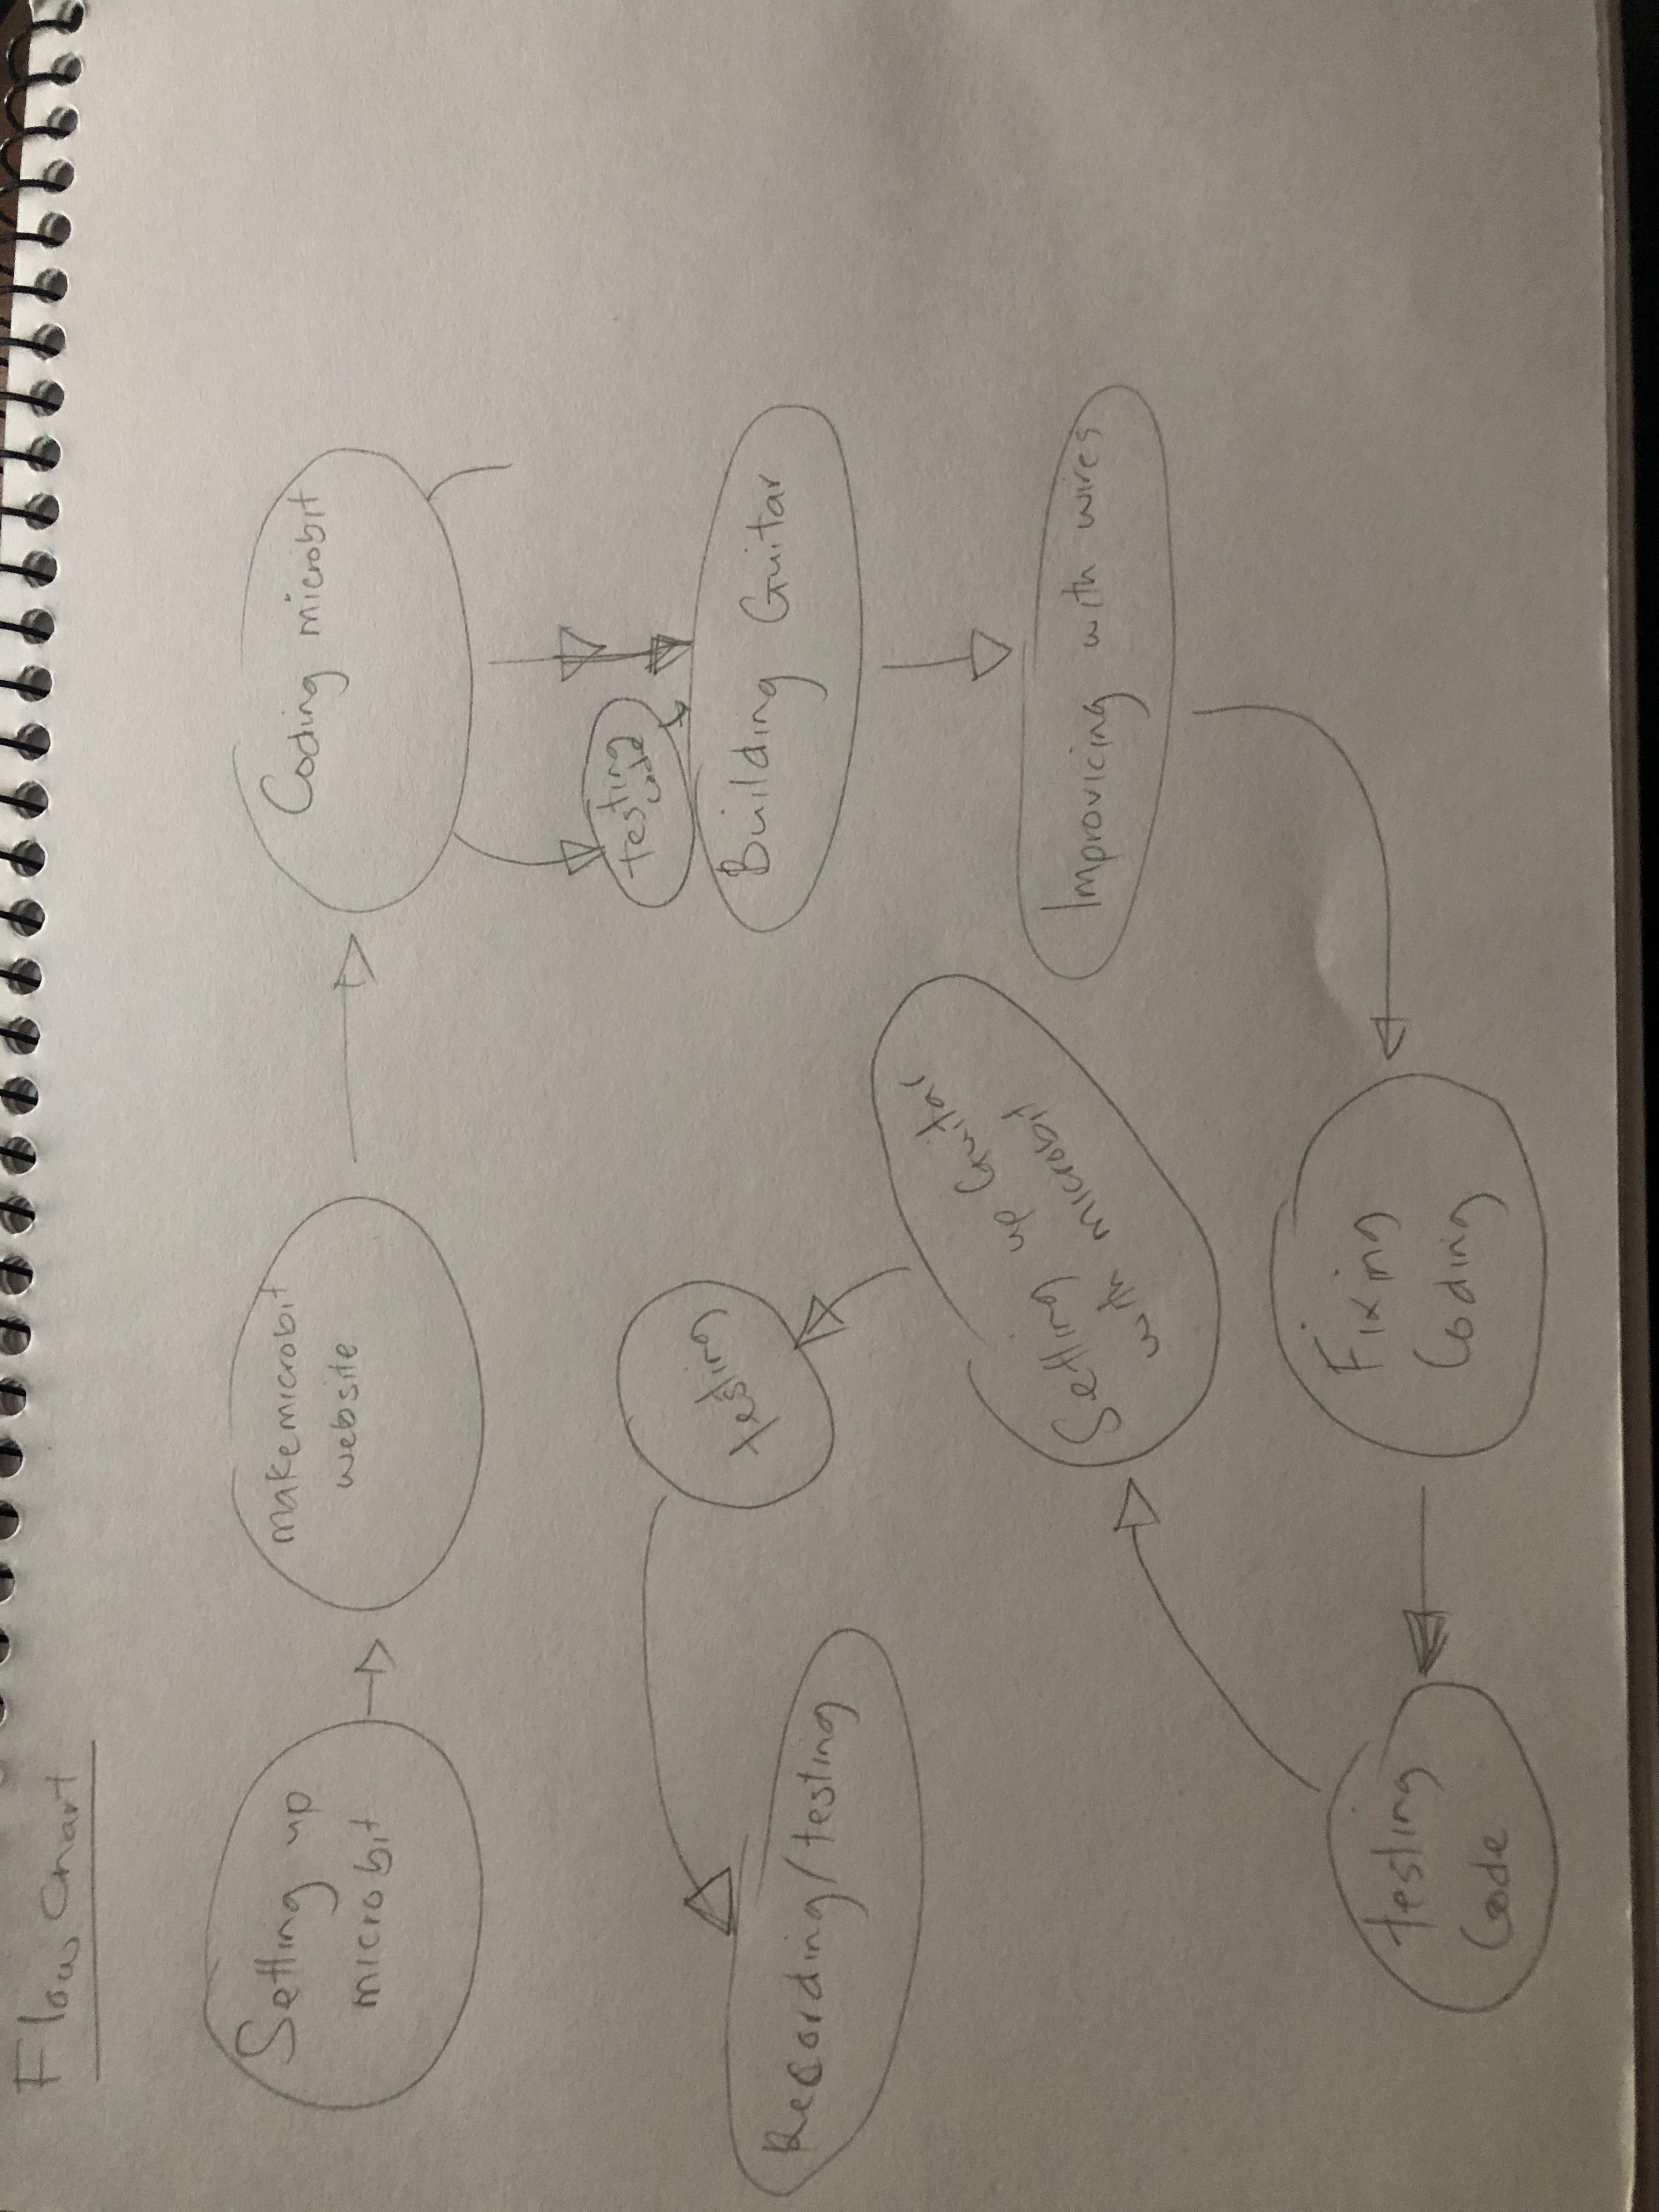 Flow Chart
Setting up
microbit
makemicrobit
website
Coding microbit
testing
code
Building Guitar
Improvicing with wires
Fixing
Coding
Testing
Code
Setting up Guitar
with microbit
testing
Recording/testing